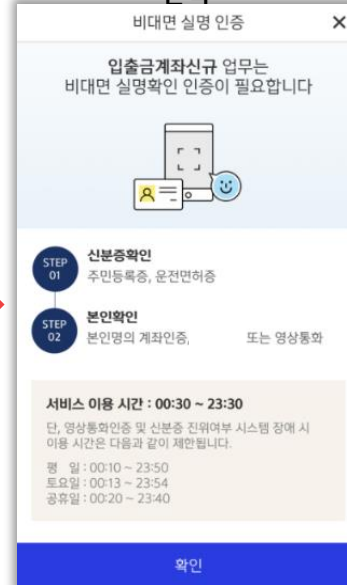 비대면 실명 인증
입출금계좌신규 업무는
비대면 실명확인 인증이 필요합니다
STEP
01
신분증확인
주민등록증, 운전면허증
STEP
02
본인확인
본인명의 계좌인증, 또는 영상통화
서비스 이용 시간 : 00:30 ~ 23:30
단, 영상통화인증 및 신분증 진위여부 시스템 장애 시
이용 시간은 다음과 같이 제한됩니다.
평 일 : 00:10 ~ 23:50
토요일 : 00:13 ~ 23:54
공휴일 : 00:20 ~ 23:40
확인